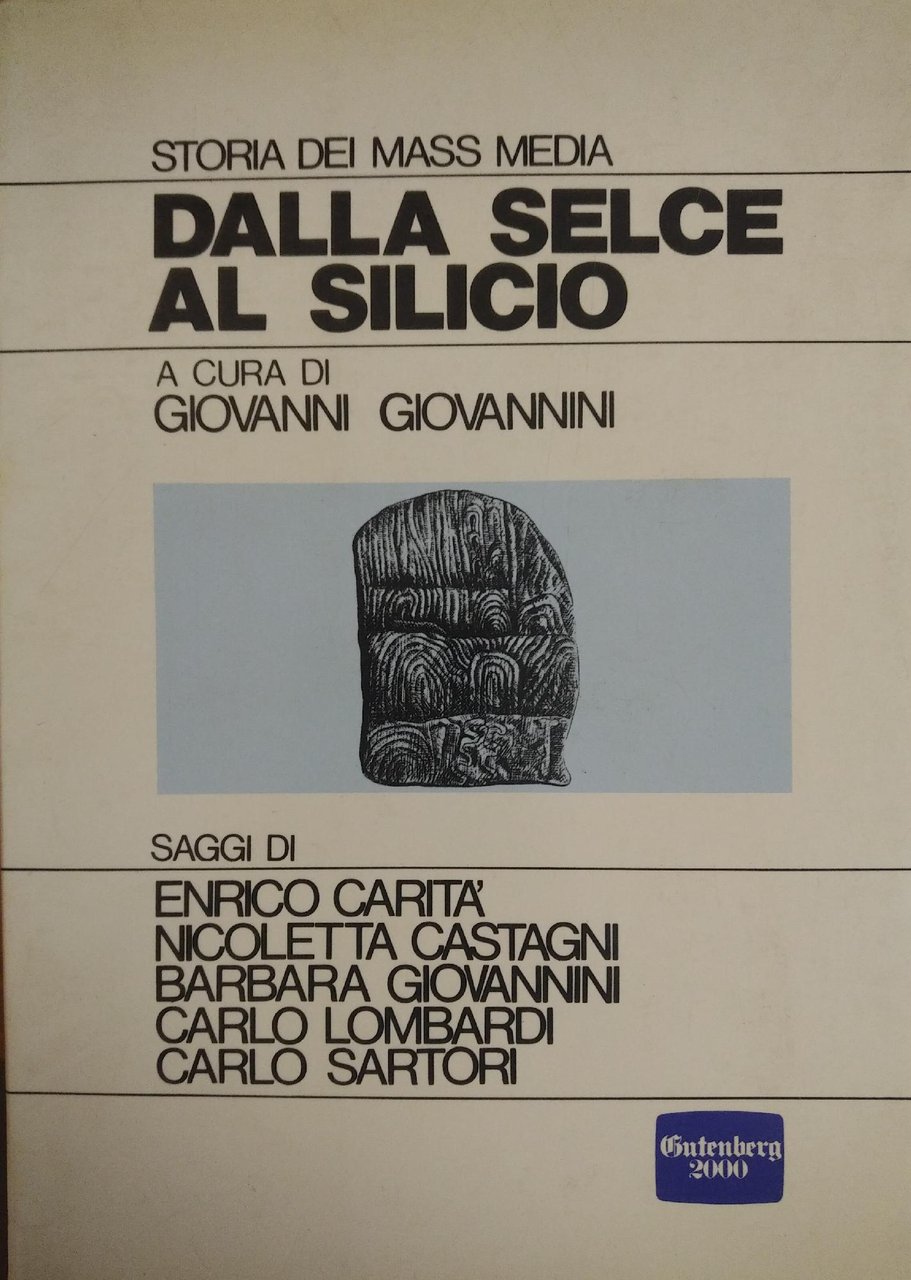 STORIA DEI MASS MEDIA
DALLA SELCE
AL SILICIO
A CURA DI
GIOVANNI GIOVANNINI
SAGGI DI
ENRICO CARITA'
NICOLETTA CASTAGNI
BARBARA GIOVANNINI
CARLO LOMBARDI
CARLO SARTORI
Gutenberg
2000